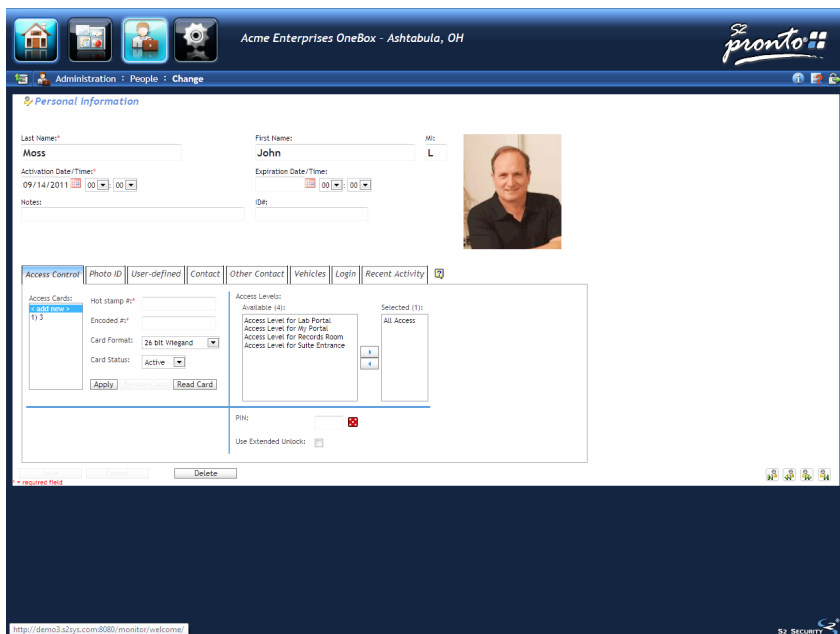 Acme Enterprises OneBox - Ashtabula, OH
S2
pronto
Administration : People : Change
Personal Information
Last Name:* First Name: MI:
Moss John L
Activation Date/Time:* Expiration Date/Time:
09/14/2011 00 : 00 00 : 00
Notes: ID#:
Access Control Photo ID User-defined Contact Other Contact Vehicles Login Recent Activity
Access Cards:
< add new >
1) 3
Hot stamp #:*
Encoded #:*
Card Format: 26 bit Wiegand
Card Status: Active
Apply Revoke Card Read Card
Access Levels:
Available (4): Selected (1):
Access Level for Lab Portal All Access
Access Level for My Portal
Access Level for Records Room
Access Level for Suite Entrance
PIN:
Use Extended Unlock:
Save Cancel Delete
* = required field
http://demo3.s2sys.com:8080/monitor/welcome/
S2 SECURITY